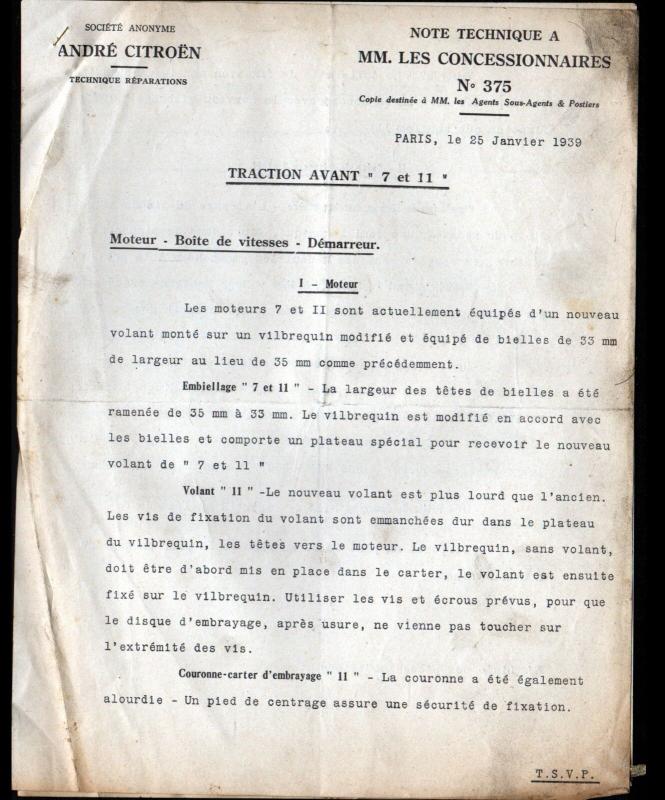 SOCIÉTÉ ANONYME
ANDRÉ CITROËN
TECHNIQUE RÉPARATIONS
NOTE TECHNIQUE A
MM. LES CONCESSIONNAIRES
No 375
Copie destinée à MM. les Agents Sous-Agents & Postiers
PARIS, le 25 Janvier 1939
TRACTION AVANT " 7 et 11 "
Moteur - Boîte de vitesses - Démarreur.
I - Moteur
Les moteurs 7 et II sont actuellement équipés d'un nouveau
volant monté sur un vilbrequin modifié et équipé de bielles de 33 mm
de largeur au lieu de 35 mm comme précédemment.
Embiellage " 7 et 11 " - La largeur des têtes de bielles a été
ramenée de 35 mm à 33 mm. Le vilbrequin est modifié en accord avec
les bielles et comporte un plateau spécial pour recevoir le nouveau
volant de " 7 et 11 "
Volant " 11 " -Le nouveau volant est plus lourd que l'ancien.
Les vis de fixation du volant sont emmanchées dur dans le plateau
du vilbrequin, les têtes vers le moteur. Le vilbrequin, sans volant,
doit être d'abord mis en place dans le carter, le volant est ensuite
fixé sur le vilbrequin. Utiliser les vis et écrous prévus, pour que
le disque d'embrayage, après usure, ne vienne pas toucher sur
l'extrémité des vis.
Couronne-carter d'embrayage " 11 " - La couronne a été également
alourdie - Un pied de centrage assure une sécurité de fixation.
T.S.V.P.